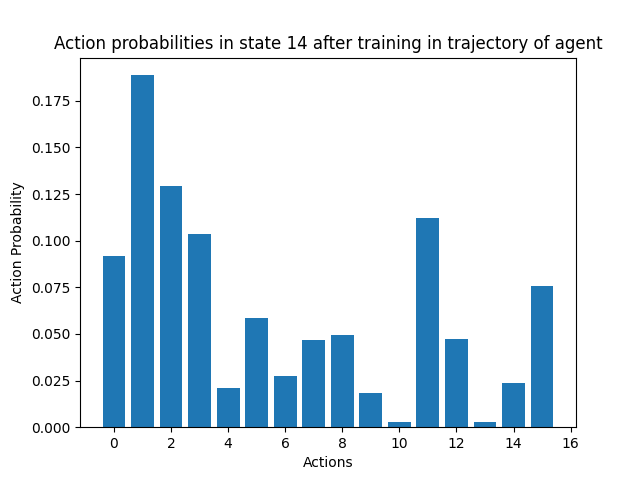 Action probabilities in state 14 after training in trajectory of agent
0.175
0.150
0.125
0.100
0.075
0.050
0.025
0.000
Action Probability
0 2 4 6 8 10 12 14 16
Actions